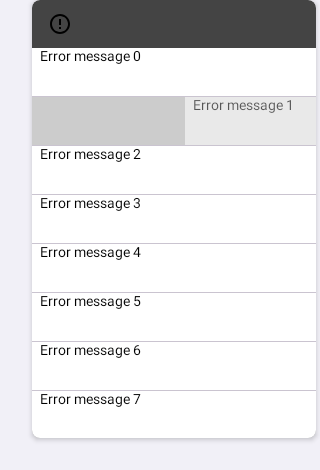 Error message 0
Error message 1
Error message 2
Error message 3
Error message 4
Error message 5
Error message 6
Error message 7